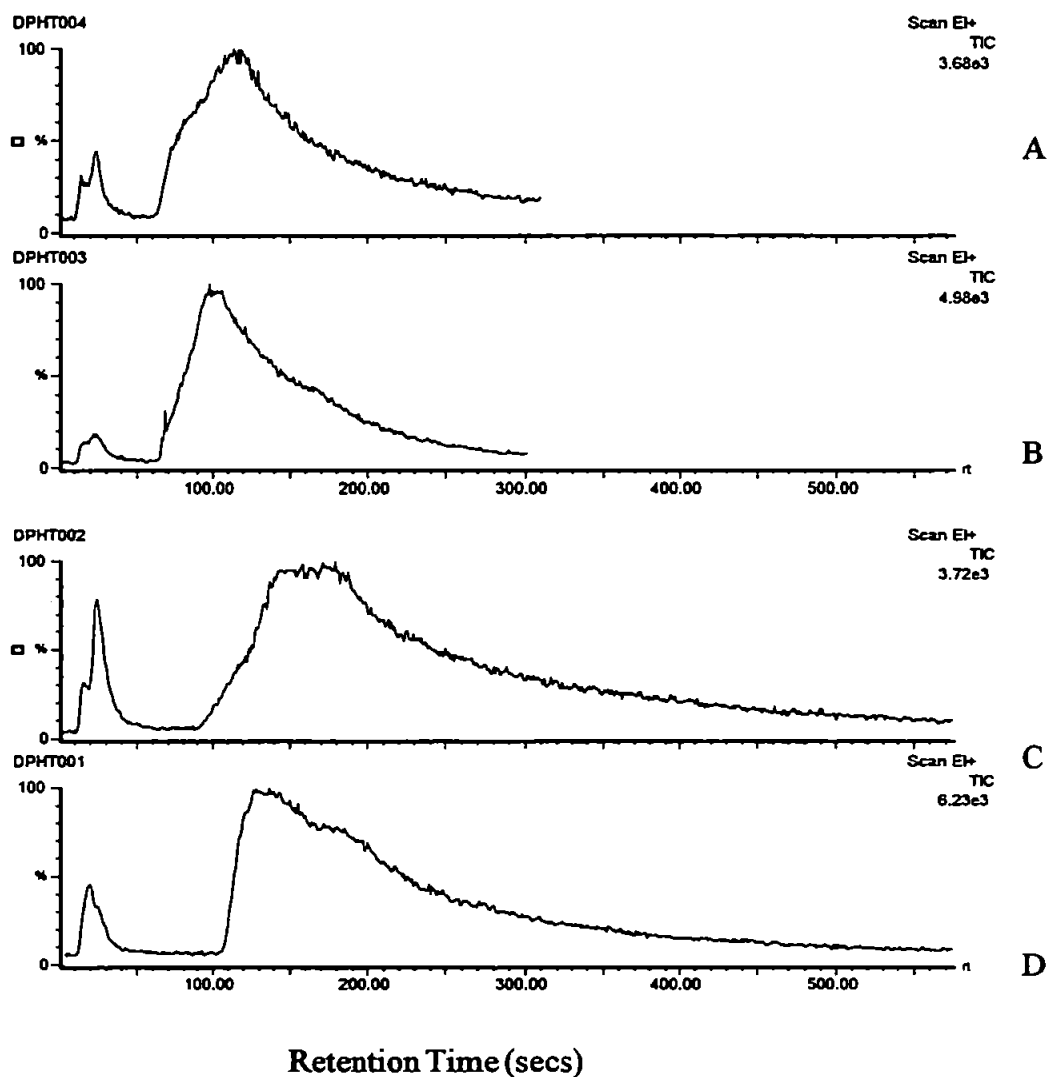 DPHT004
Scan EI+
TIC
3.68e3
100
%
0
A
DPHT003
Scan EI+
TIC
4.98e3
100
%
0
100.00 200.00 300.00 400.00 500.00
rt
B
DPHT002
Scan EI+
TIC
3.72e3
100
%
0
C
DPHT001
Scan EI+
TIC
6.23e3
100
%
0
100.00 200.00 300.00 400.00 500.00
rt
D
Retention Time (secs)